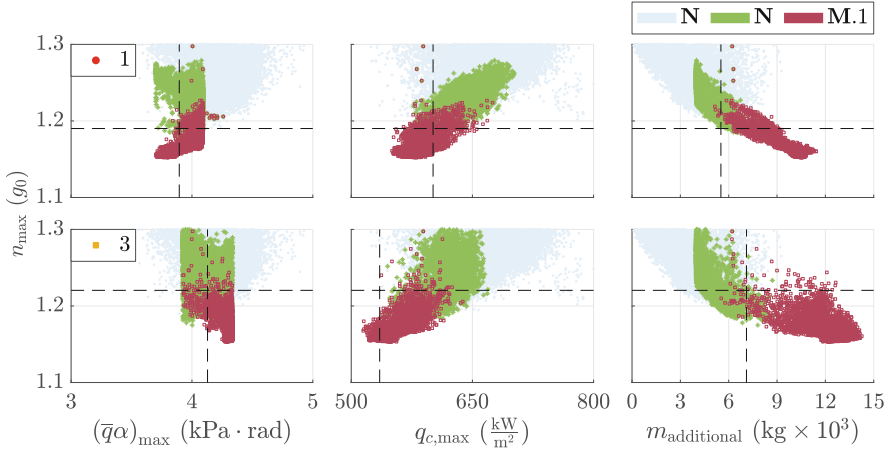 N N M.1
1.3
1
1.2
1.1
n_max (g_0)
1.3
3
1.2
1.1
3 4 5 500 650 800 0 3 6 9 12 15
(q̅α)_max (kPa · rad) q_c,max (kW/m²) m_additional (kg × 10³)